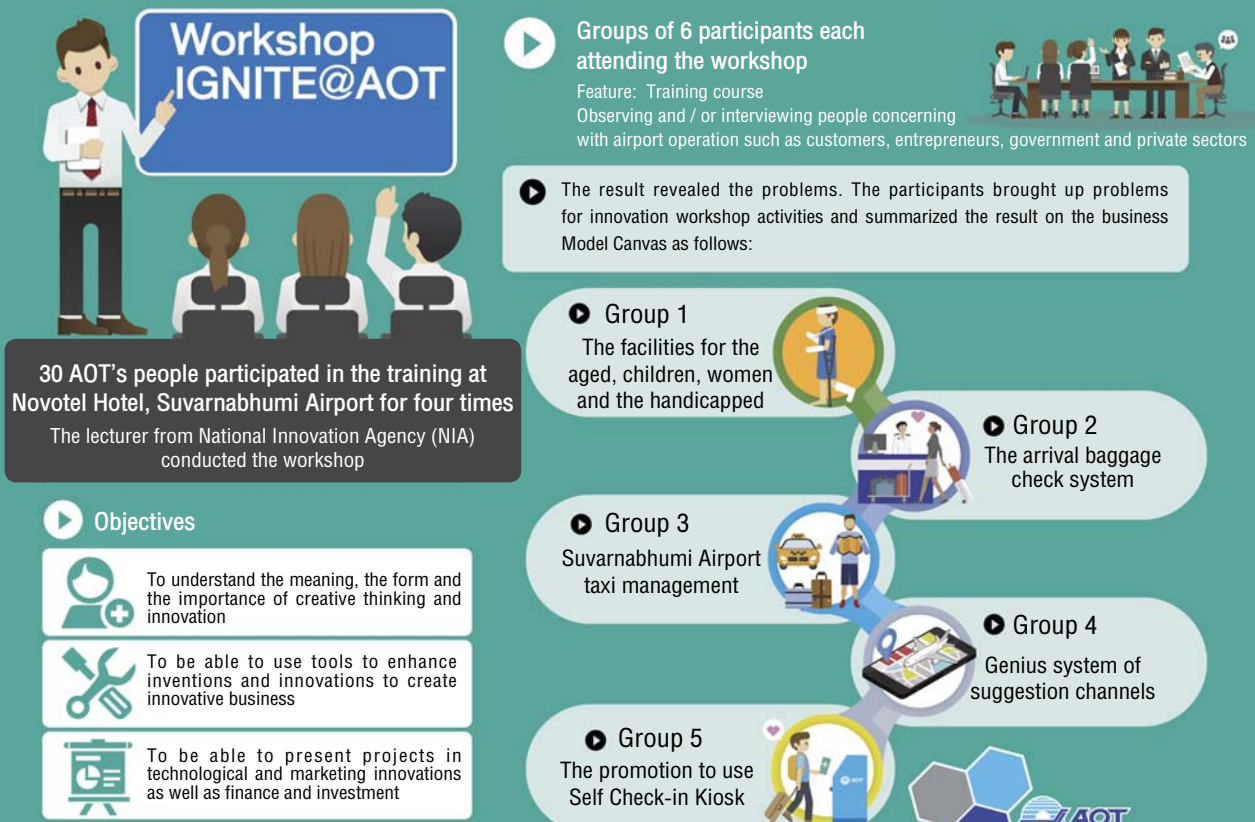 Workshop
IGNITE@AOT
30 AOT's people participated in the training at
Novotel Hotel, Suvarnabhumi Airport for four times
The lecturer from National Innovation Agency (NIA)
conducted the workshop
Objectives
To understand the meaning, the form and
the importance of creative thinking and
innovation
To be able to use tools to enhance
inventions and innovations to create
innovative business
To be able to present projects in
technological and marketing innovations
as well as finance and investment
Groups of 6 participants each
attending the workshop
Feature: Training course
Observing and / or interviewing people concerning
with airport operation such as customers, entrepreneurs, government and private sectors
The result revealed the problems. The participants brought up problems
for innovation workshop activities and summarized the result on the business
Model Canvas as follows:
Group 1
The facilities for the
aged, children, women
and the handicapped
Group 2
The arrival baggage
check system
Group 3
Suvarnabhumi Airport
taxi management
Group 4
Genius system of
suggestion channels
Group 5
The promotion to use
Self Check-in Kiosk
AOT
AOT